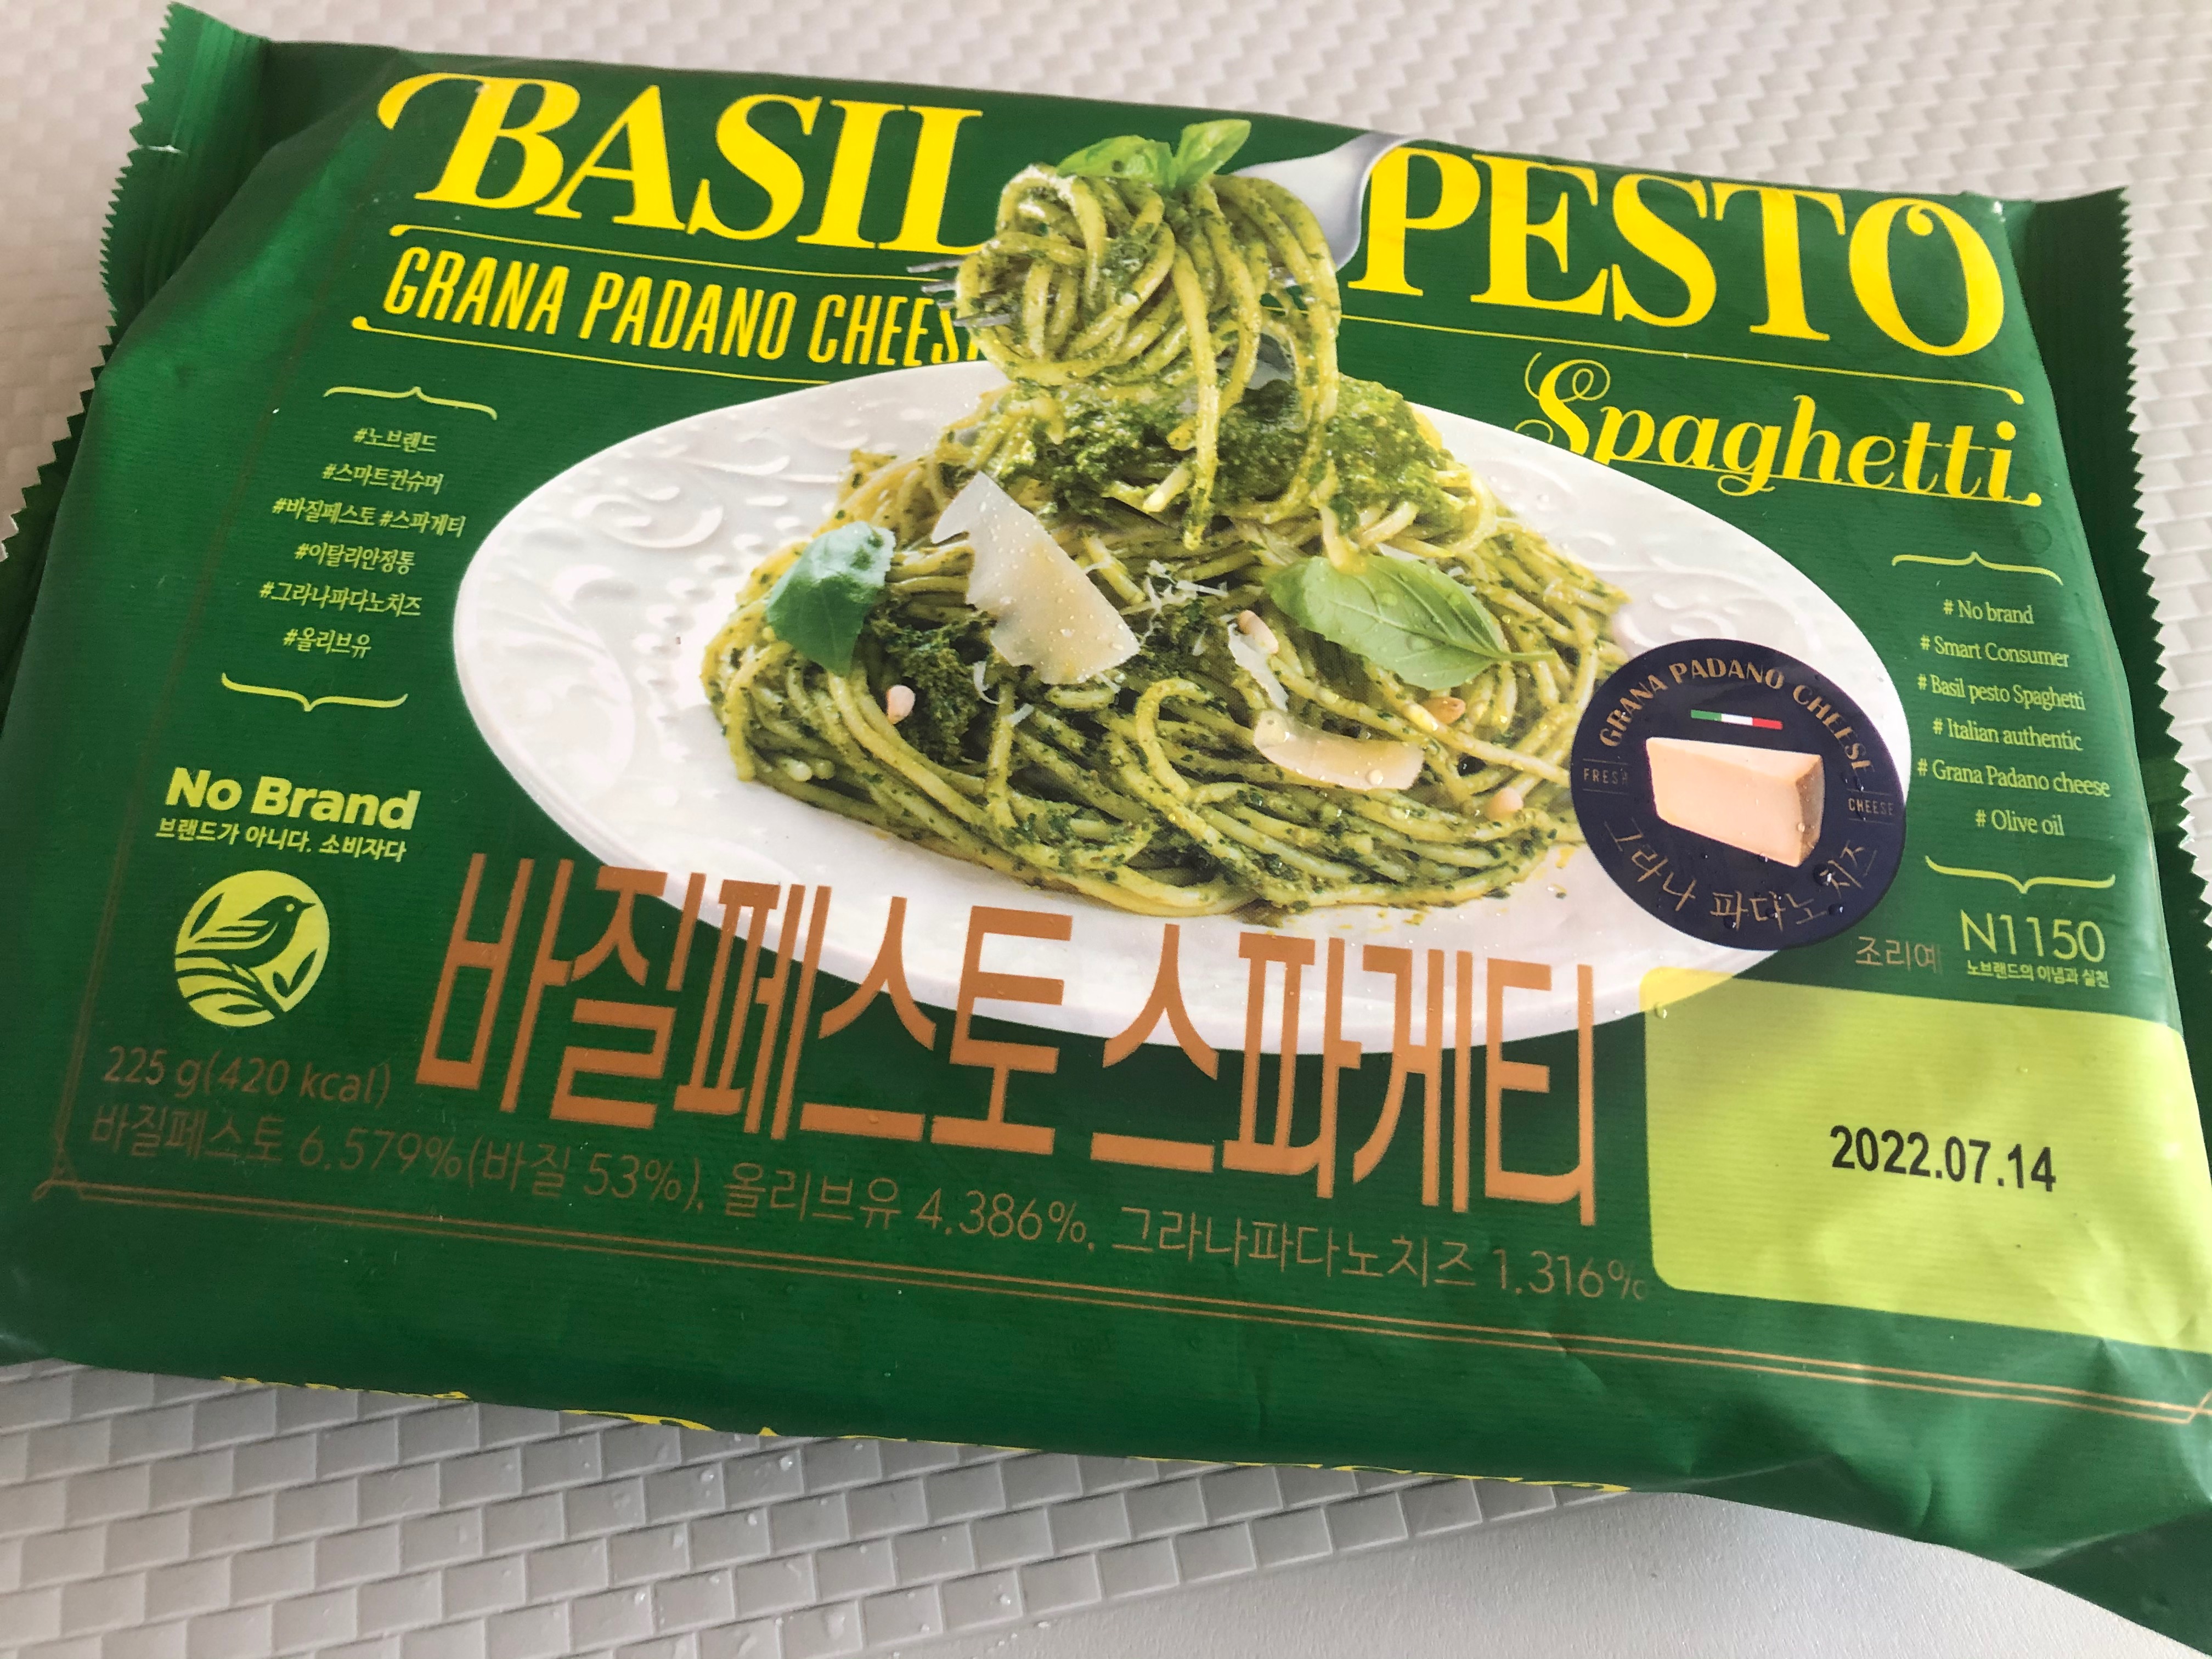 BASIL PESTO
GRANA PADANO CHEES
Spaghetti
#노브랜드
#스마트컨슈머
#바질페스토 #스파게티
#이탈리안정통
#그라나파다노치즈
#올리브유
# No brand
# Smart Consumer
# Basil pesto Spaghetti
# Italian authentic
# Grana Padano cheese
# Olive oil
GRANA PADANO CHEESE
FRESH
CHEESE
그라나 파다노 치즈
No Brand
브랜드가 아니다. 소비자다
조리예
N1150
노브랜드의 이념과 실천
바질페스토 스파게티
225 g(420 kcal)
바질페스토 6.579%(바질 53%), 올리브유 4.386%, 그라나파다노치즈 1.316%
2022.07.14